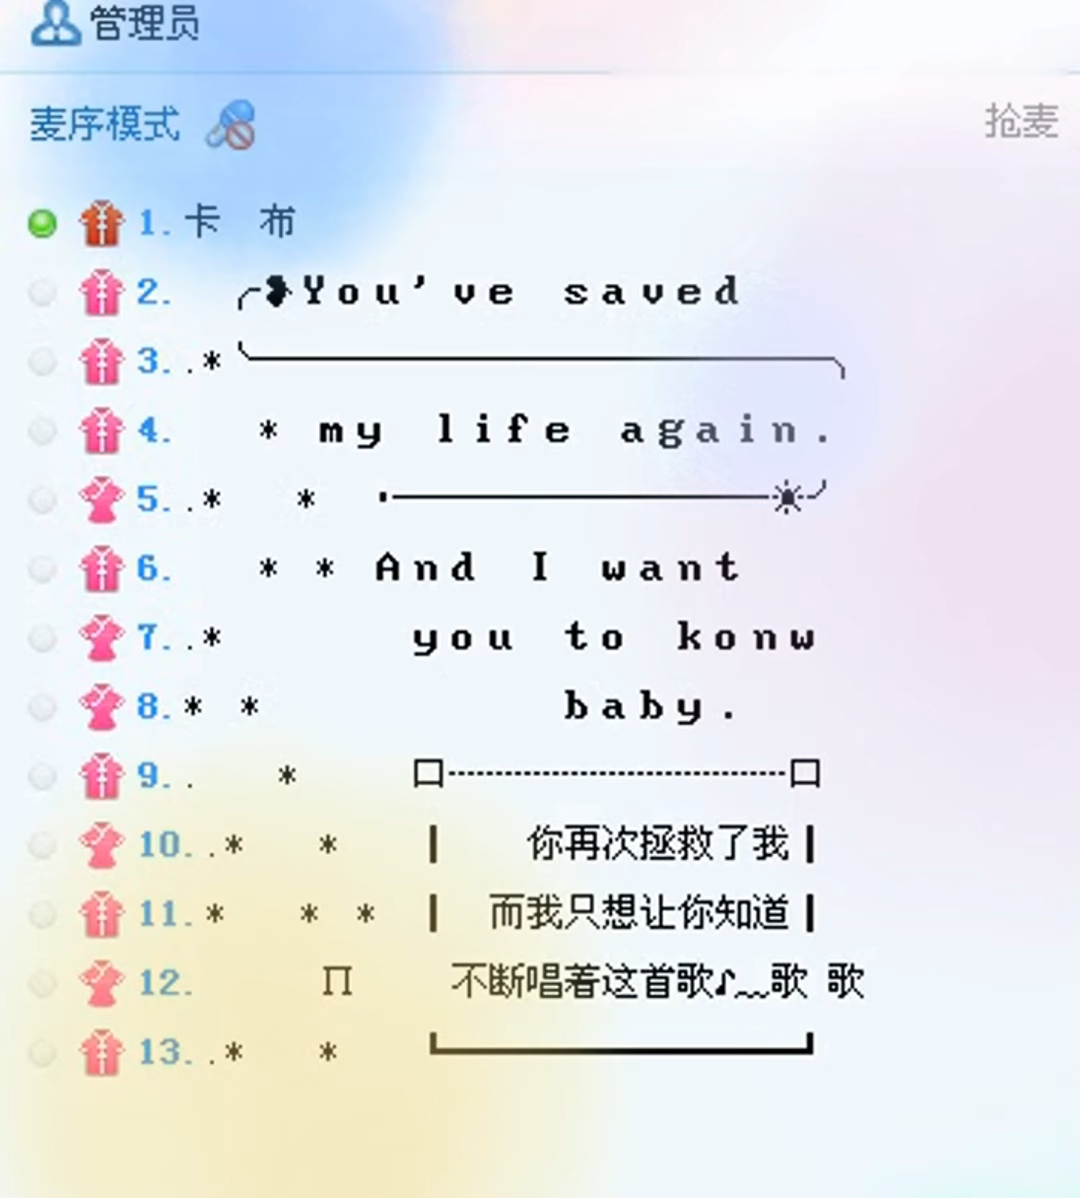 管理员
麦序模式 抢麦
1. 卡 布
2. You've saved
3. .*
4. * my life again.
5. .* * ·
6. * * And I want
7. .* you to konw
8. * * baby.
9. . * □┈┈┈┈□
10. .* * | 你再次拯救了我 |
11. * * * | 而我只想让你知道 |
12. Π 不断唱着这首歌♪﹏歌 歌
13. .* *